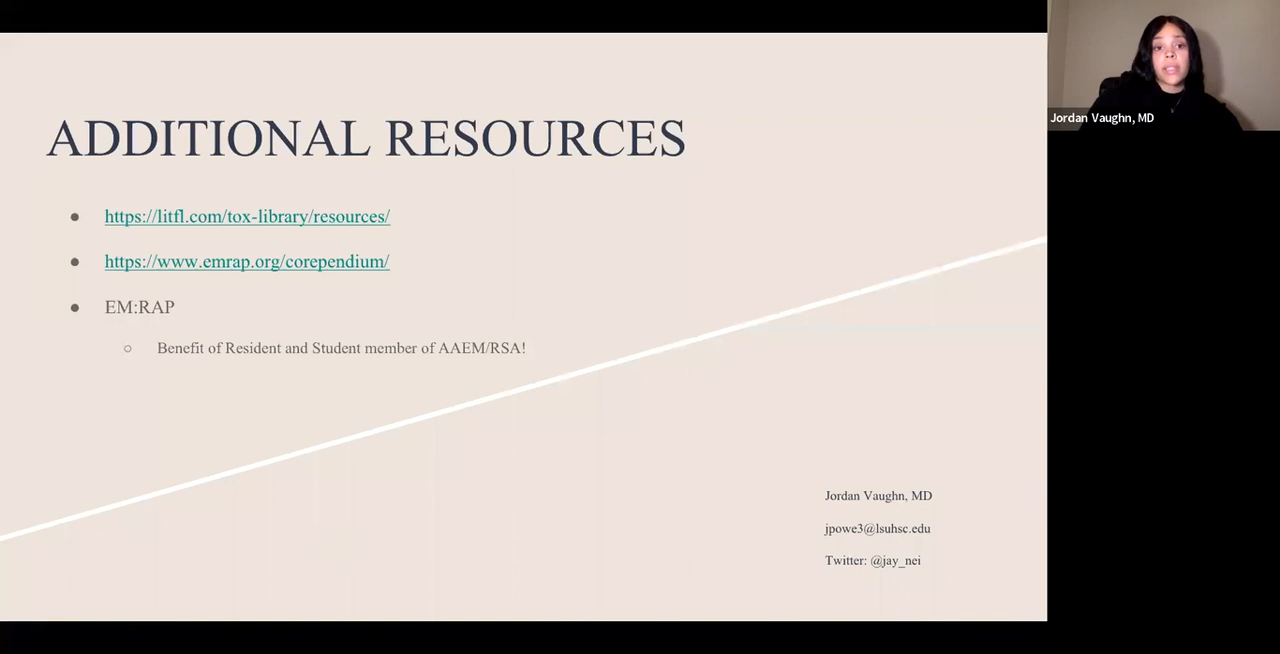 ADDITIONAL RESOURCES
https://litfl.com/tox-library/resources/
https://www.emrap.org/corependium/
EM:RAP
Benefit of Resident and Student member of AAEM/RSA!
Jordan Vaughn, MD
jpowe3@lsuhsc.edu
Twitter: @jay_nei
Jordan Vaughn, MD